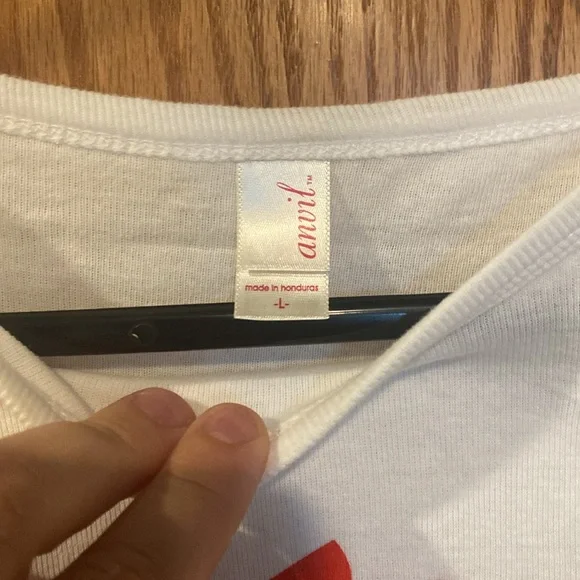 anvil™
made in honduras
-L-